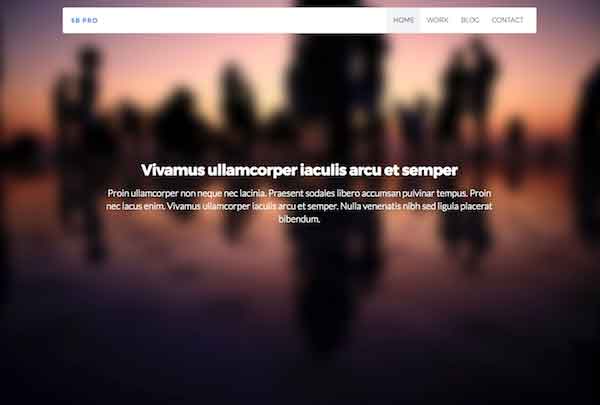 SB PRO HOME WORK BLOG CONTACT
Vivamus ullamcorper iaculis arcu et semper
Proin ullamcorper non neque nec lacinia. Praesent sodales libero accumsan pulvinar tempus. Proin
nec lacus enim. Vivamus ullamcorper iaculis arcu et semper. Nulla venenatis nibh sed ligula placerat
bibendum.